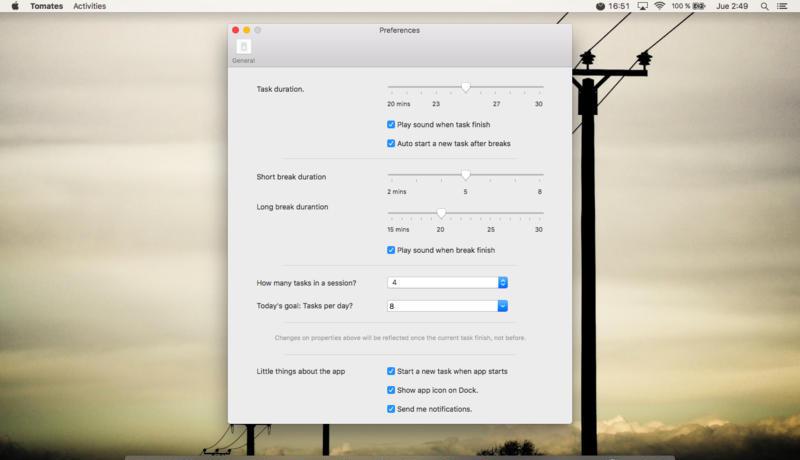 Tomates Activities 16:51 100 % Jue 2:49
Preferences
General
Task duration.
20 mins 23 27 30
Play sound when task finish
Auto start a new task after breaks
Short break duration
2 mins 5 8
Long break durantion
15 mins 20 25 30
Play sound when break finish
How many tasks in a session? 4
Today's goal: Tasks per day? 8
Changes on properties above will be reflected once the current task finish, not before.
Little things about the app Start a new task when app starts
Show app icon on Dock.
Send me notifications.